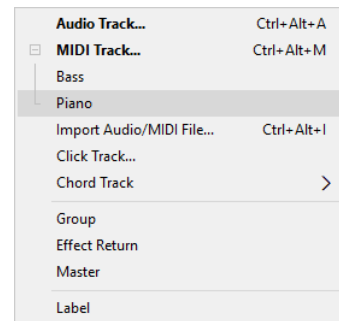 Audio Track... Ctrl+Alt+A
MIDI Track... Ctrl+Alt+M
Bass
Piano
Import Audio/MIDI File... Ctrl+Alt+I
Click Track...
Chord Track
Group
Effect Return
Master
Label